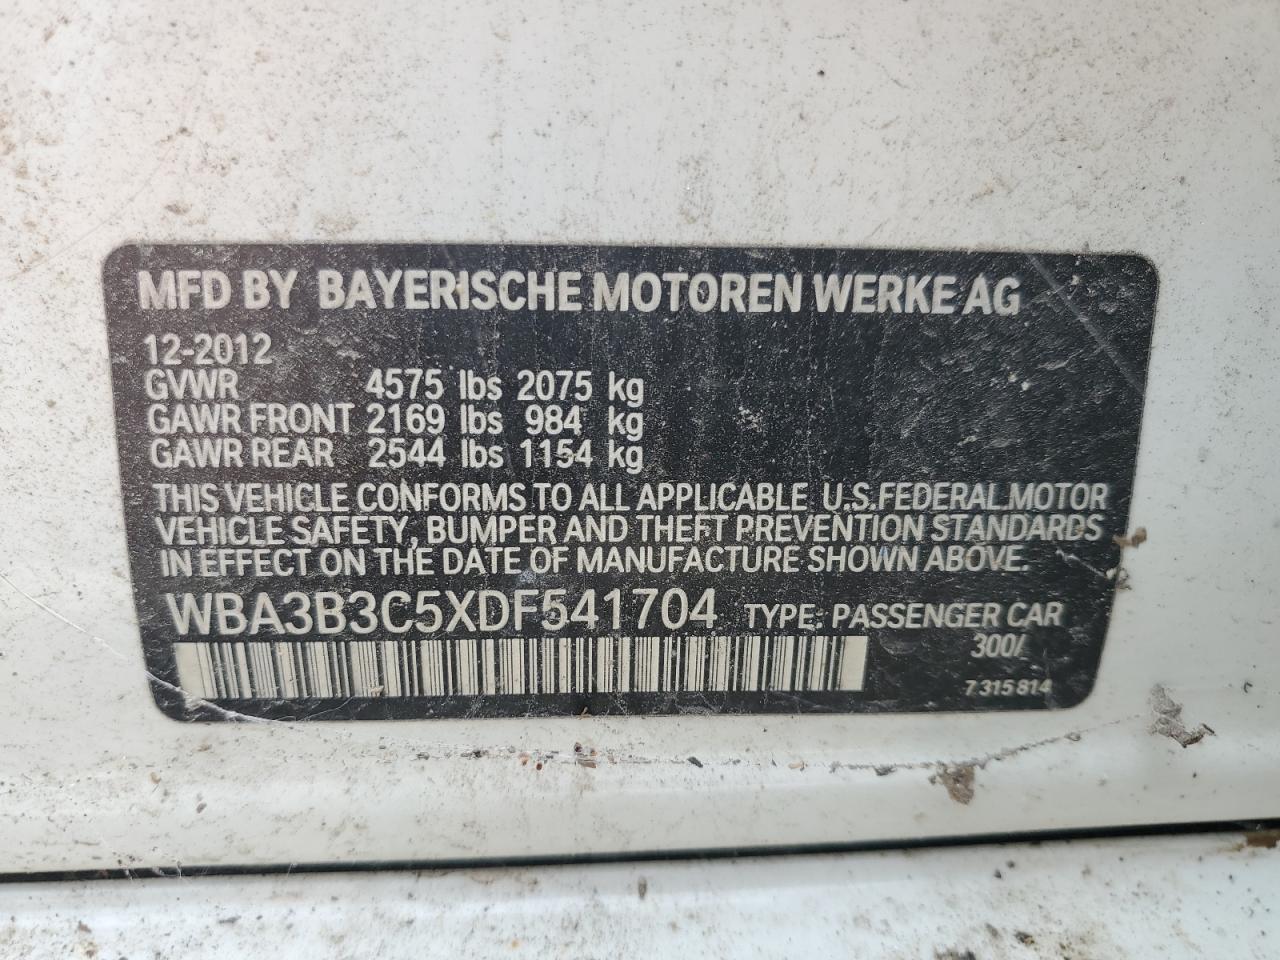 MFD BY BAYERISCHE MOTOREN WERKE AG
12-2012
GVWR 4575 lbs 2075 kg
GAWR FRONT 2169 lbs 984 kg
GAWR REAR 2544 lbs 1154 kg
THIS VEHICLE CONFORMS TO ALL APPLICABLE U.S. FEDERAL MOTOR
VEHICLE SAFETY, BUMPER AND THEFT PREVENTION STANDARDS
IN EFFECT ON THE DATE OF MANUFACTURE SHOWN ABOVE.
WBA3B3C5XDF541704 TYPE: PASSENGER CAR
300/
7 315 814